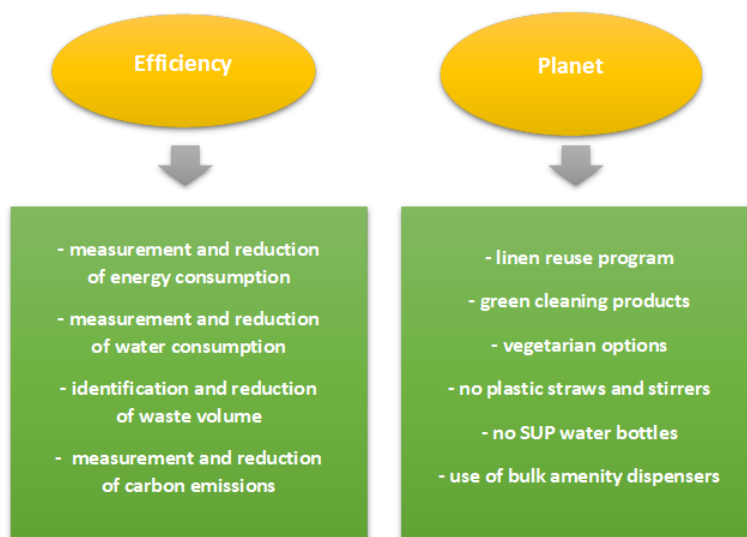 Efficiency
- measurement and reduction
of energy consumption
- measurement and reduction
of water consumption
- identification and reduction
of waste volume
- measurement and reduction
of carbon emissions
Planet
- linen reuse program
- green cleaning products
- vegetarian options
- no plastic straws and stirrers
- no SUP water bottles
- use of bulk amenity dispensers